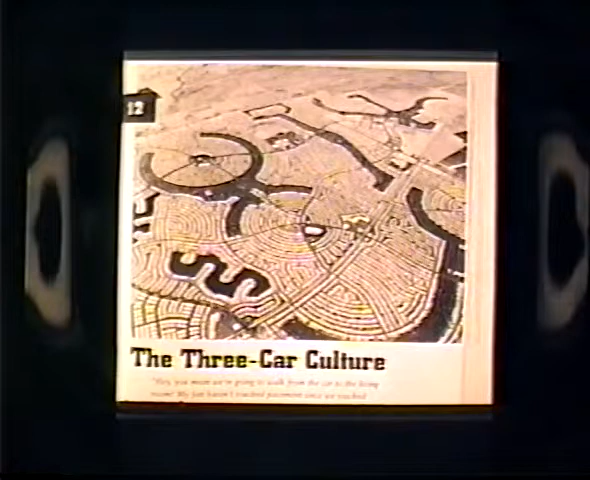 12
The Three-Car Culture
"Hey, you mean we're going to walk from the car to the living
room? My feet haven't touched pavement since we reached